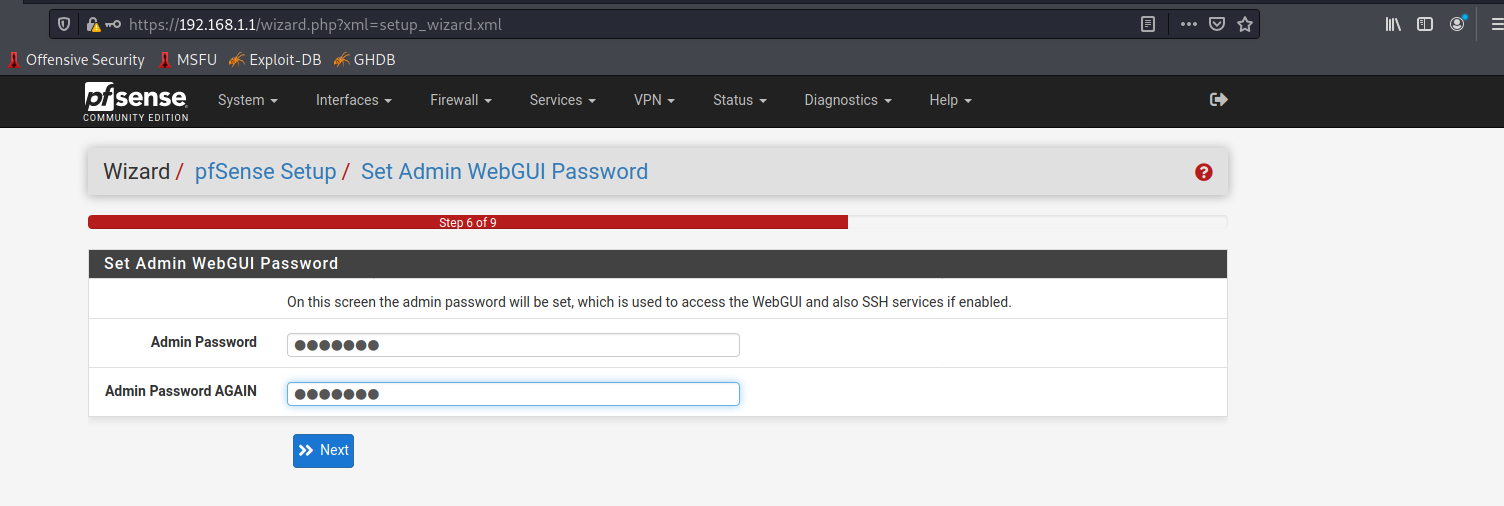 https://192.168.1.1/wizard.php?xml=setup_wizard.xml
Offensive Security MSFU Exploit-DB GHDB
pfsense System Interfaces Firewall Services VPN Status Diagnostics Help
COMMUNITY EDITION
Wizard / pfSense Setup / Set Admin WebGUI Password ?
Step 6 of 9
Set Admin WebGUI Password
On this screen the admin password will be set, which is used to access the WebGUI and also SSH services if enabled.
Admin Password ●●●●●●●
Admin Password AGAIN ●●●●●●●
Next